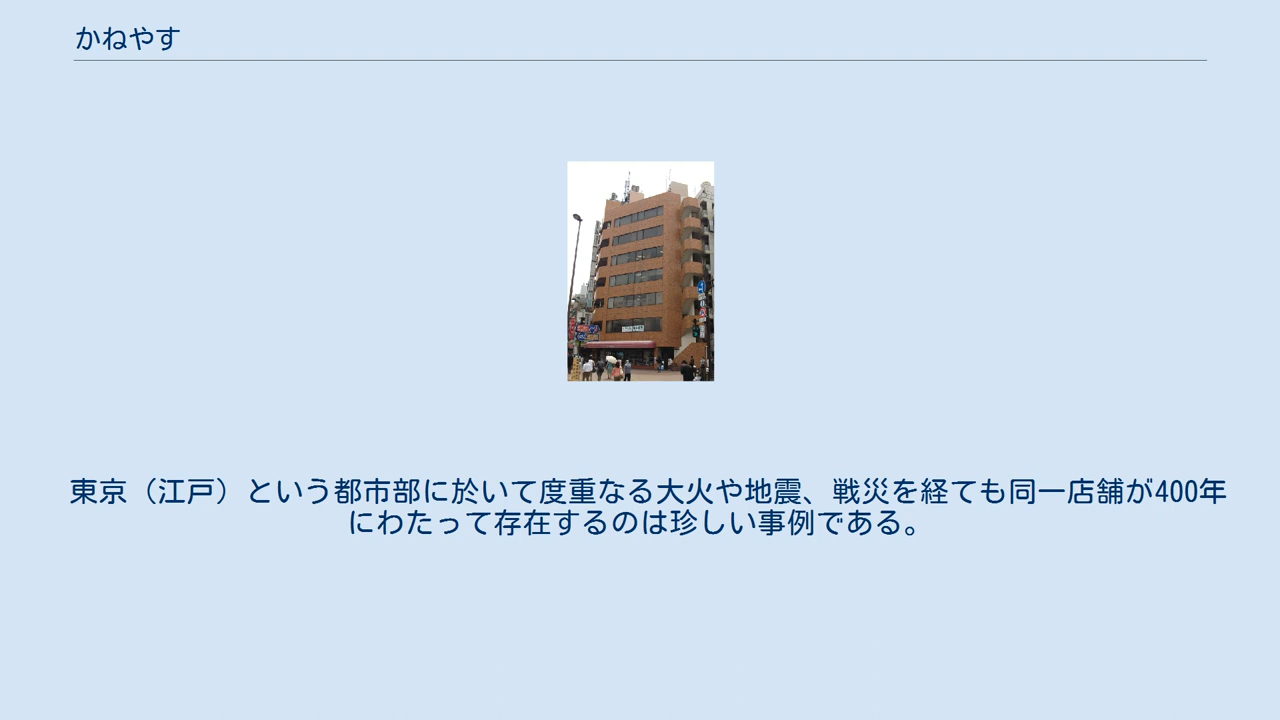 かねやす
東京（江戸）という都市部に於いて度重なる大火や地震、戦災を経ても同一店舗が400年
にわたって存在するのは珍しい事例である。